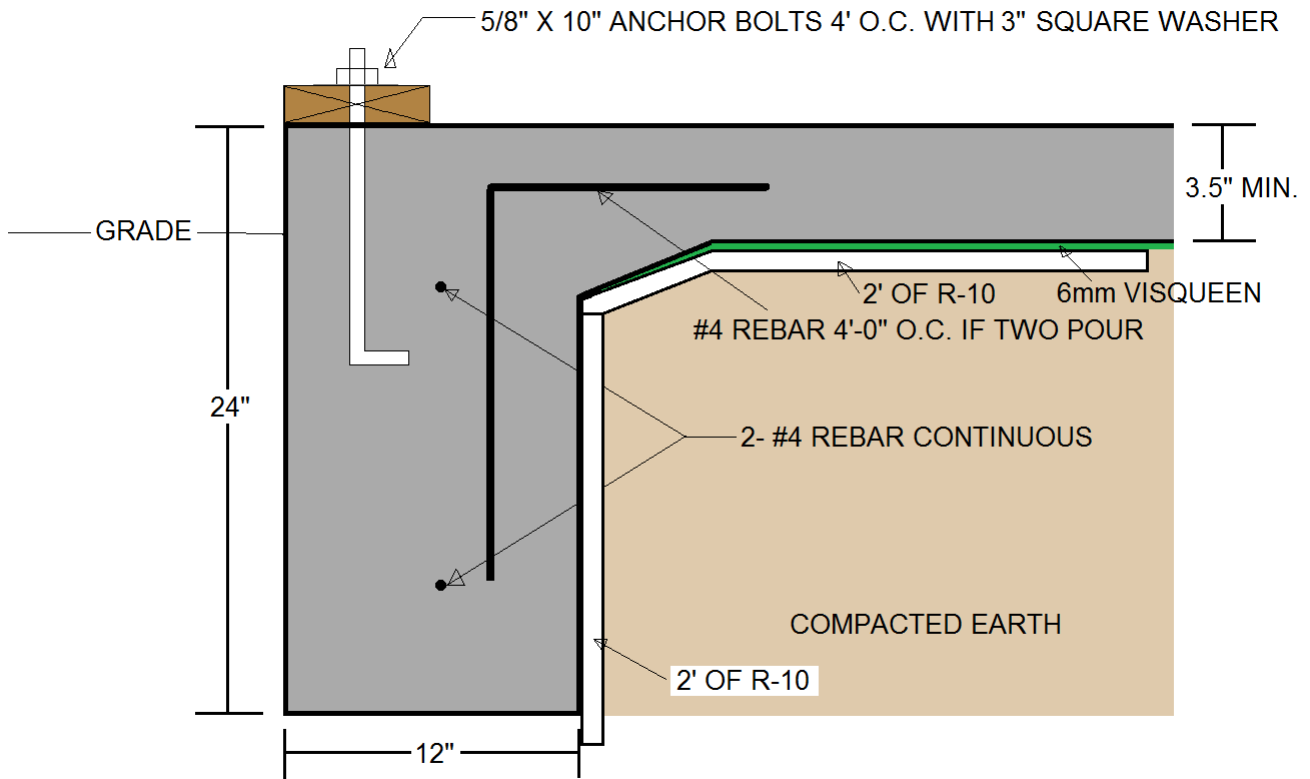 5/8" X 10" ANCHOR BOLTS 4' O.C. WITH 3" SQUARE WASHER
3.5" MIN.
GRADE
2' OF R-10
6mm VISQUEEN
#4 REBAR 4'-0" O.C. IF TWO POUR
24"
2- #4 REBAR CONTINUOUS
COMPACTED EARTH
2' OF R-10
12"